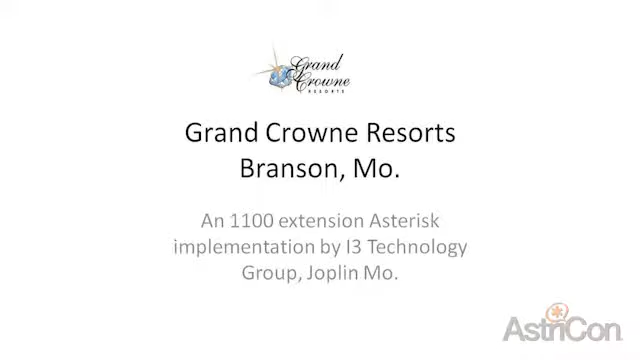 Grand
Crowne
RESORTS
Grand Crowne Resorts
Branson, Mo.
An 1100 extension Asterisk
implementation by I3 Technology
Group, Joplin Mo.
AstriCon